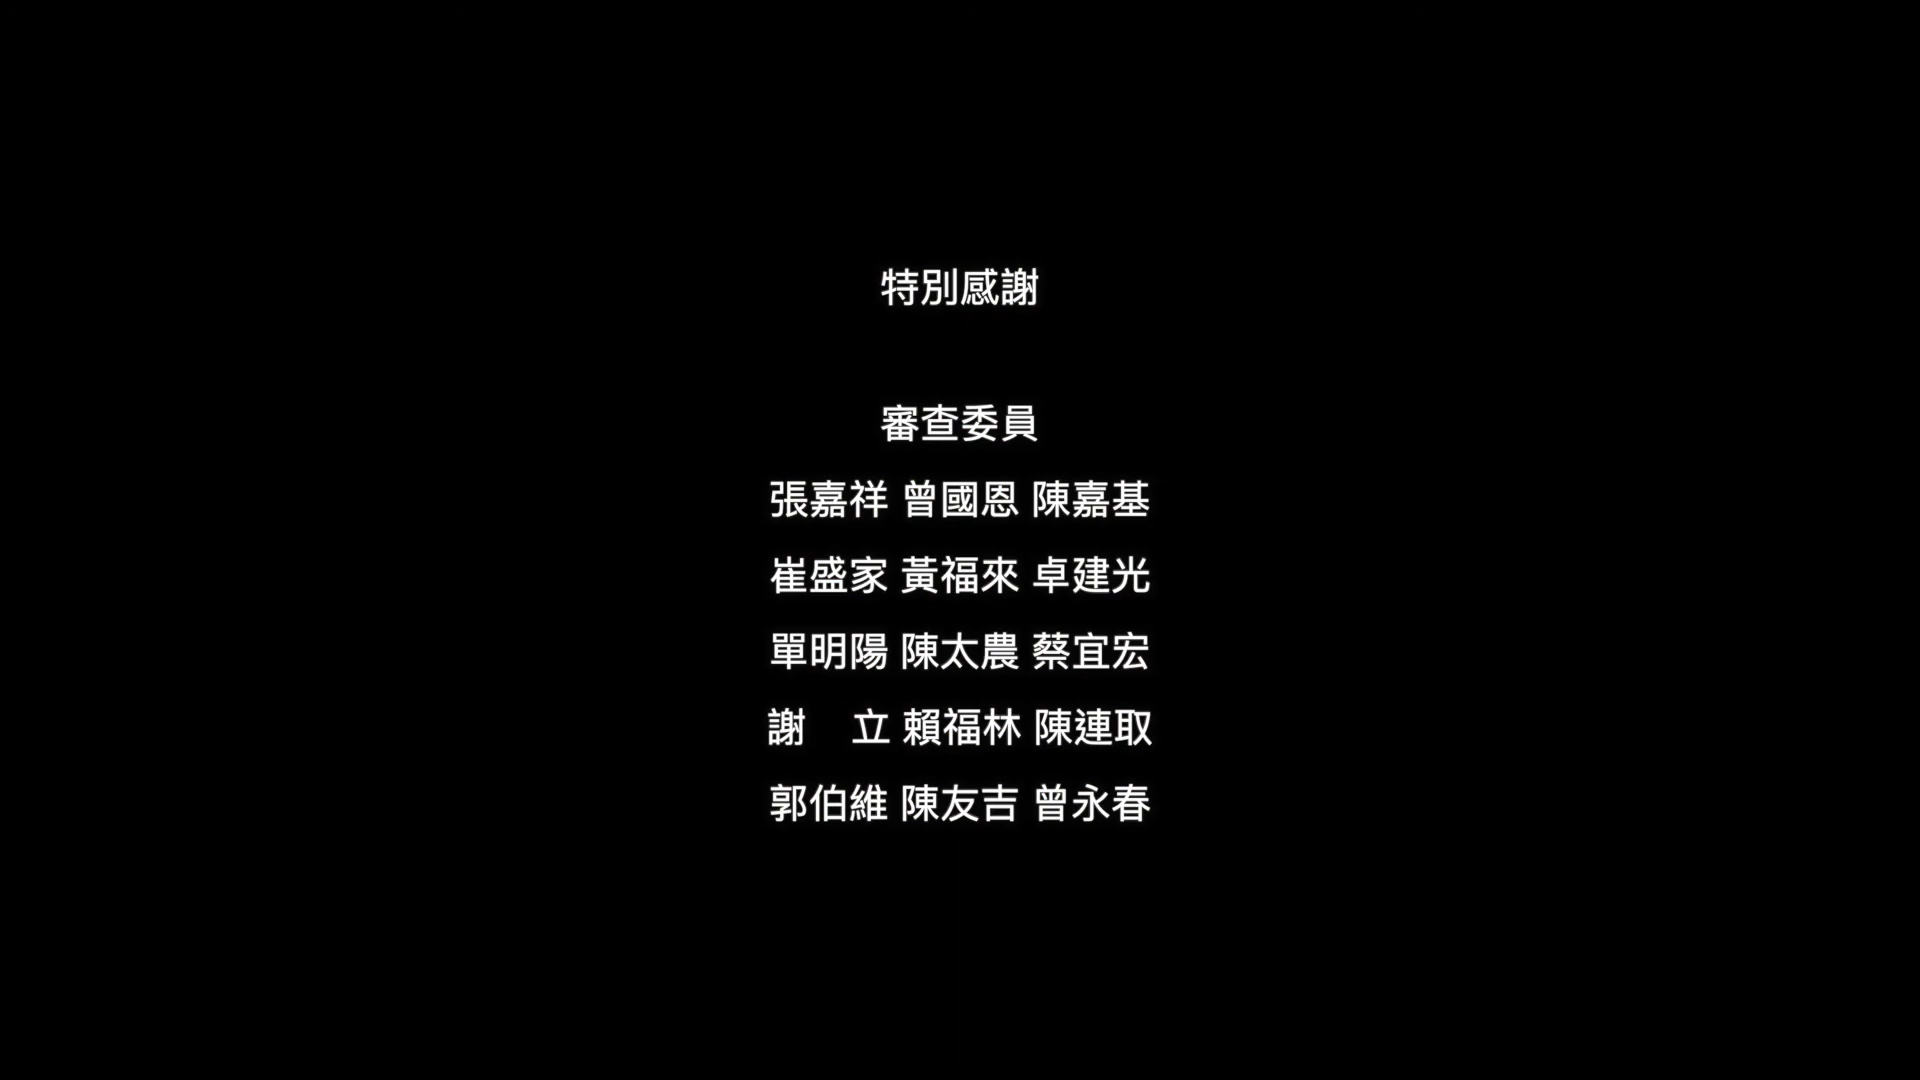 特別感謝
審查委員
張嘉祥 曾國恩 陳嘉基
崔盛家 黃福來 卓建光
單明陽 陳太農 蔡宜宏
謝　立 賴福林 陳連取
郭伯維 陳友吉 曾永春